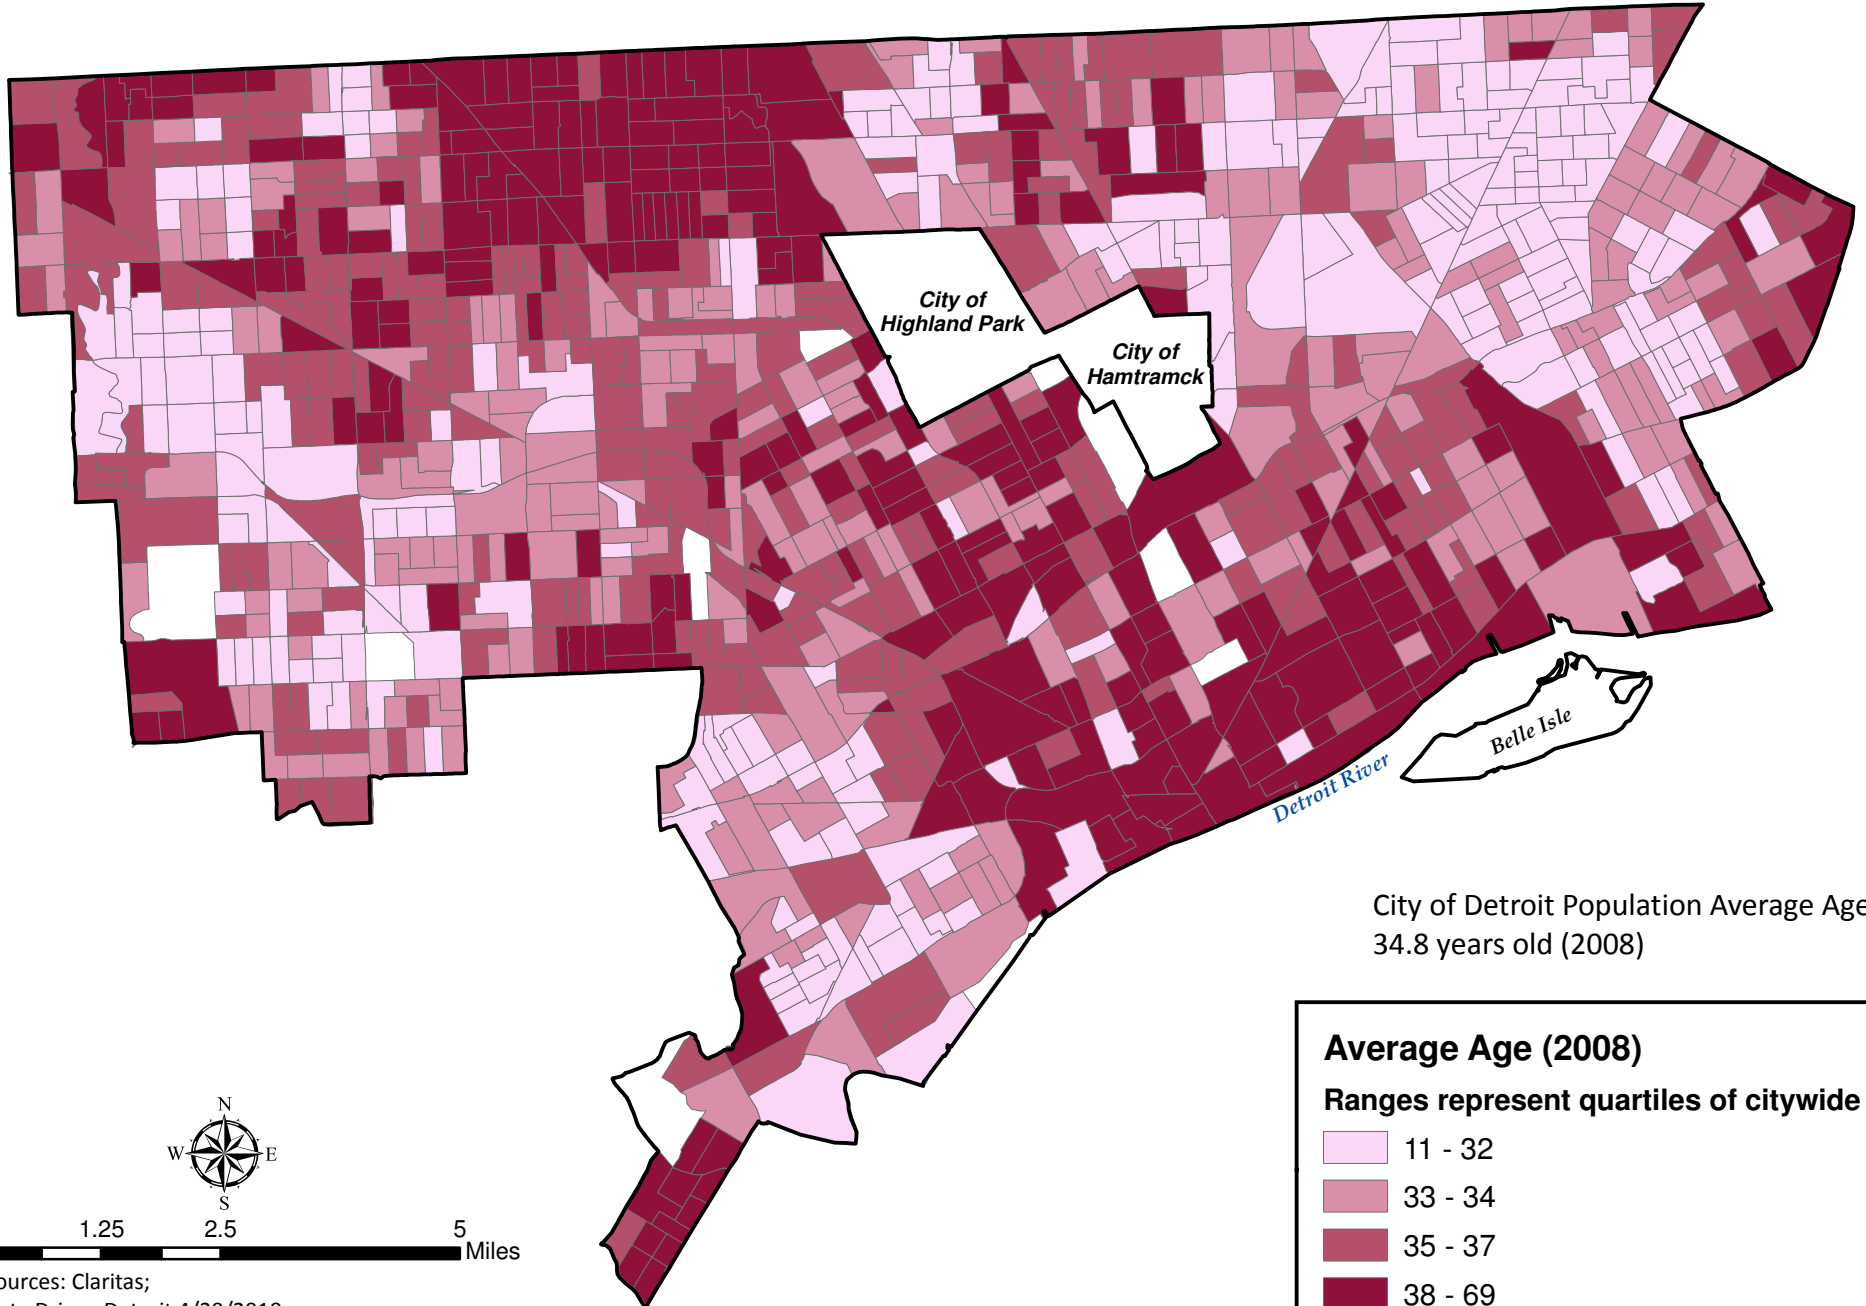 City of
Highland Park
City of
Hamtramck
Belle Isle
Detroit River
City of Detroit Population Average Age
34.8 years old (2008)
Average Age (2008)
Ranges represent quartiles of citywide
11 - 32
33 - 34
35 - 37
38 - 69
N
W E
S
1.25 2.5 5
Miles
ources: Claritas;